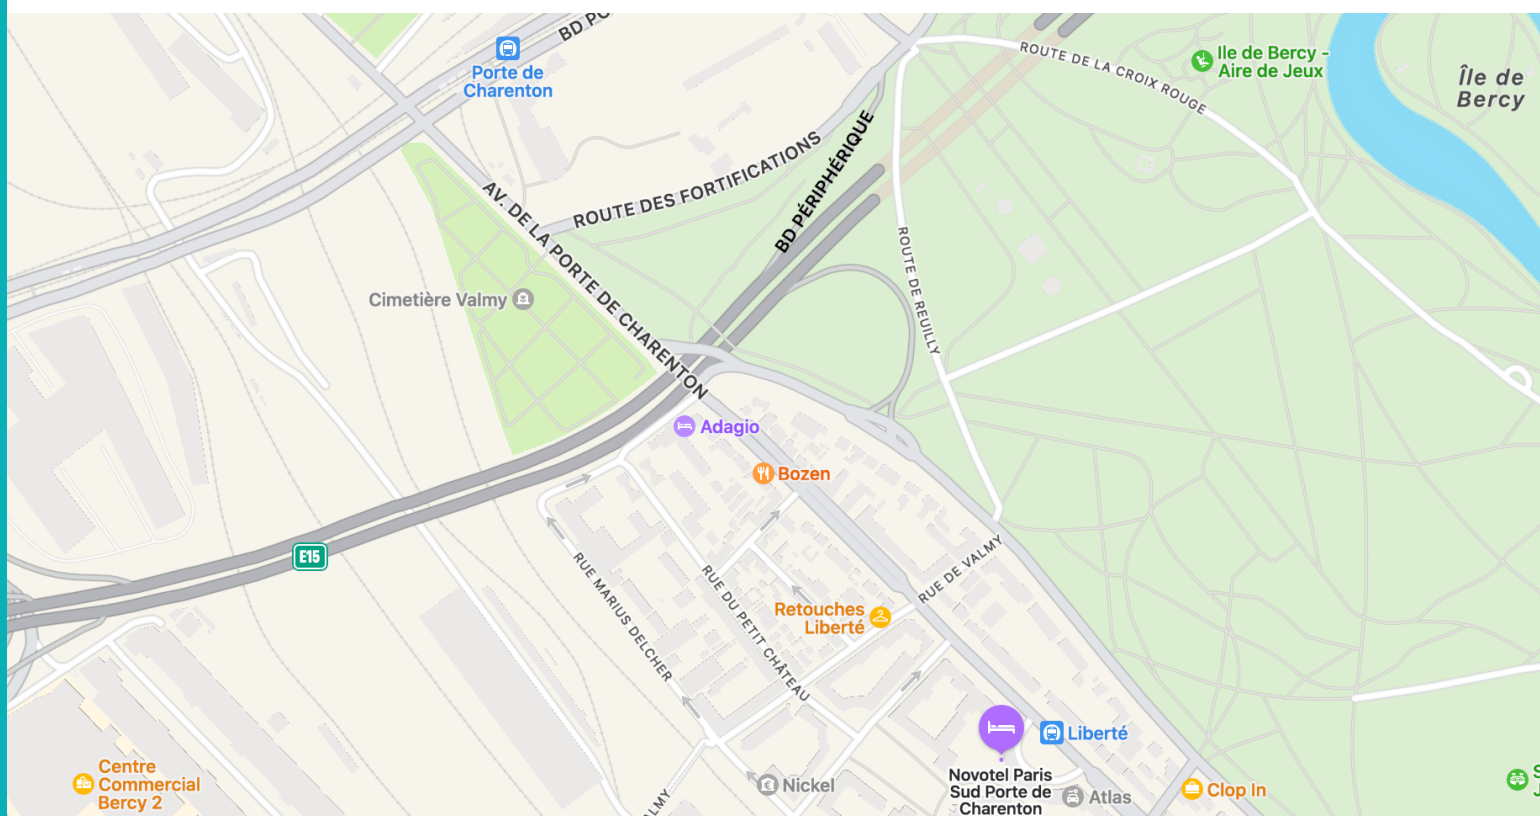 BD PO
Porte de
Charenton
ROUTE DE LA CROIX ROUGE
Ile de Bercy -
Aire de Jeux
Île de
Bercy
ROUTE DES FORTIFICATIONS
BD PÉRIPHÉRIQUE
AV. DE LA PORTE DE CHARENTON
ROUTE DE REUILLY
Cimetière Valmy
Adagio
Bozen
E15
RUE MARIUS DELCHER
RUE DU PETIT CHÂTEAU
RUE DE VALMY
Retouches
Liberté
Liberté
Centre
Commercial
Bercy 2
Nickel
Novotel Paris
Sud Porte de
Charenton
Atlas
Clop In
S
J
ALMY